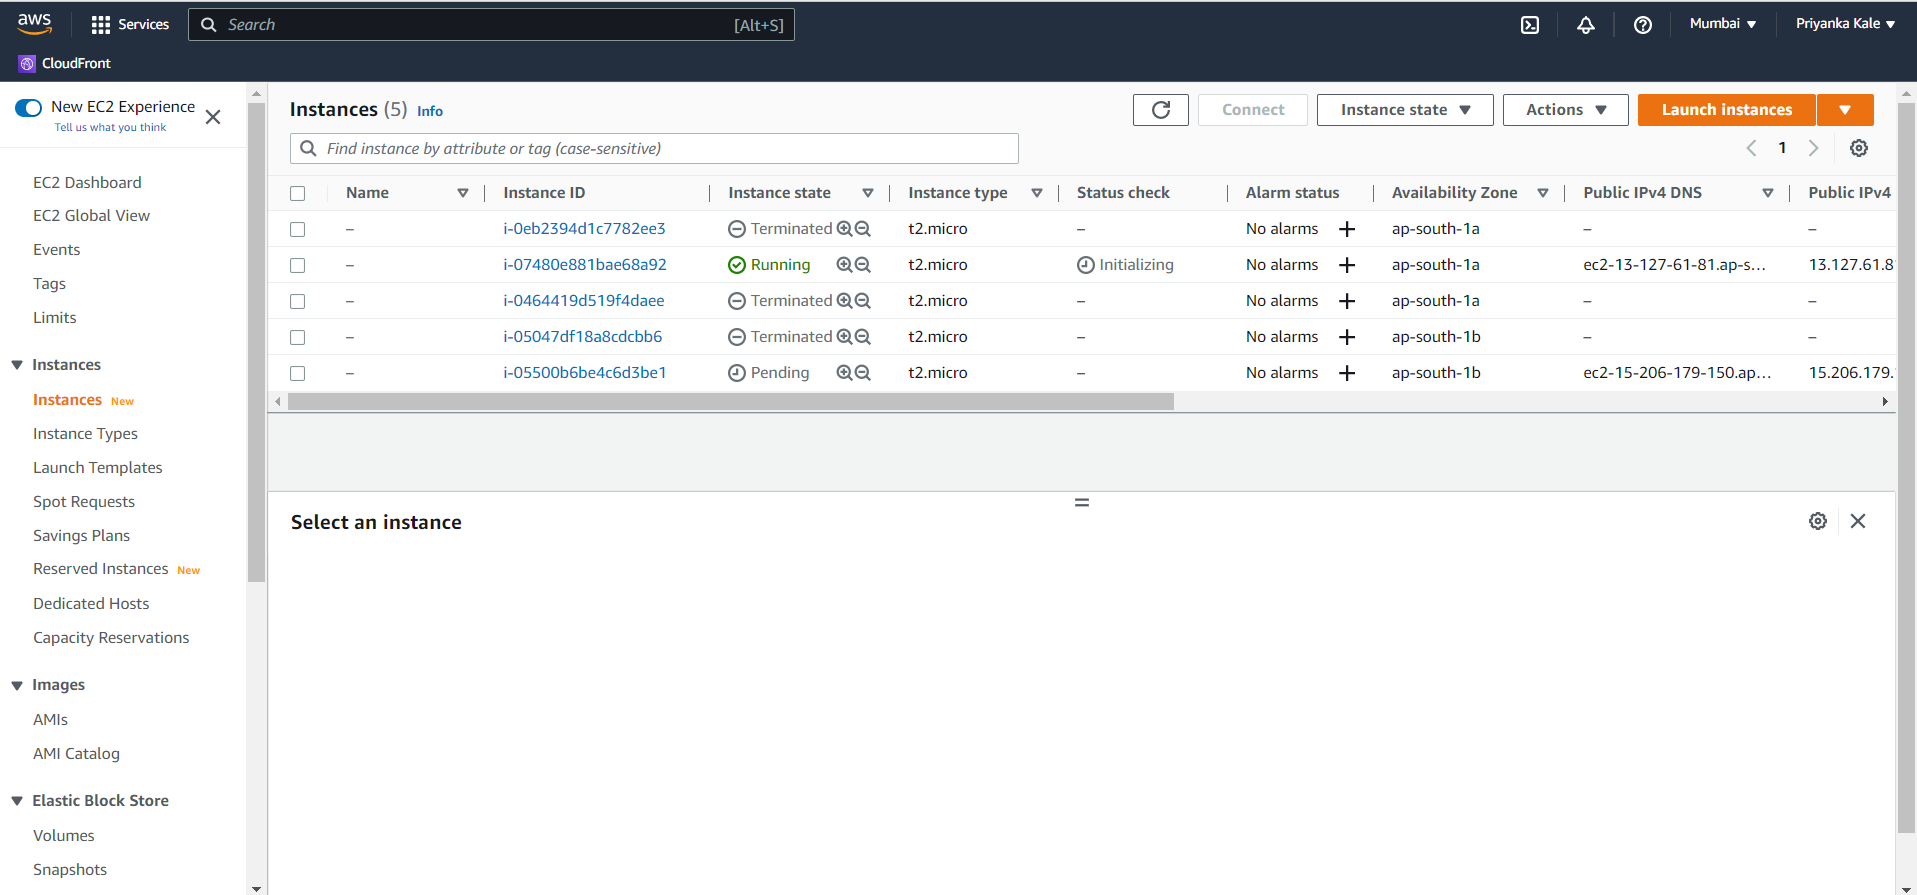 aws Services Search [Alt+S] Mumbai Priyanka Kale
CloudFront
New EC2 Experience
Tell us what you think
EC2 Dashboard
EC2 Global View
Events
Tags
Limits
Instances
Instances New
Instance Types
Launch Templates
Spot Requests
Savings Plans
Reserved Instances New
Dedicated Hosts
Capacity Reservations
Images
AMIs
AMI Catalog
Elastic Block Store
Volumes
Snapshots
Instances (5) Info Connect Instance state Actions Launch instances
Find instance by attribute or tag (case-sensitive) 1
Name Instance ID Instance state Instance type Status check Alarm status Availability Zone Public IPv4 DNS Public IPv4
– i-0eb2394d1c7782ee3 Terminated t2.micro – No alarms + ap-south-1a – –
– i-07480e881bae68a92 Running t2.micro Initializing No alarms + ap-south-1a ec2-13-127-61-81.ap-s... 13.127.61.8
– i-0464419d519f4daee Terminated t2.micro – No alarms + ap-south-1a – –
– i-05047df18a8cdcbb6 Terminated t2.micro – No alarms + ap-south-1b – –
– i-05500b6be4c6d3be1 Pending t2.micro – No alarms + ap-south-1b ec2-15-206-179-150.ap... 15.206.179.
Select an instance